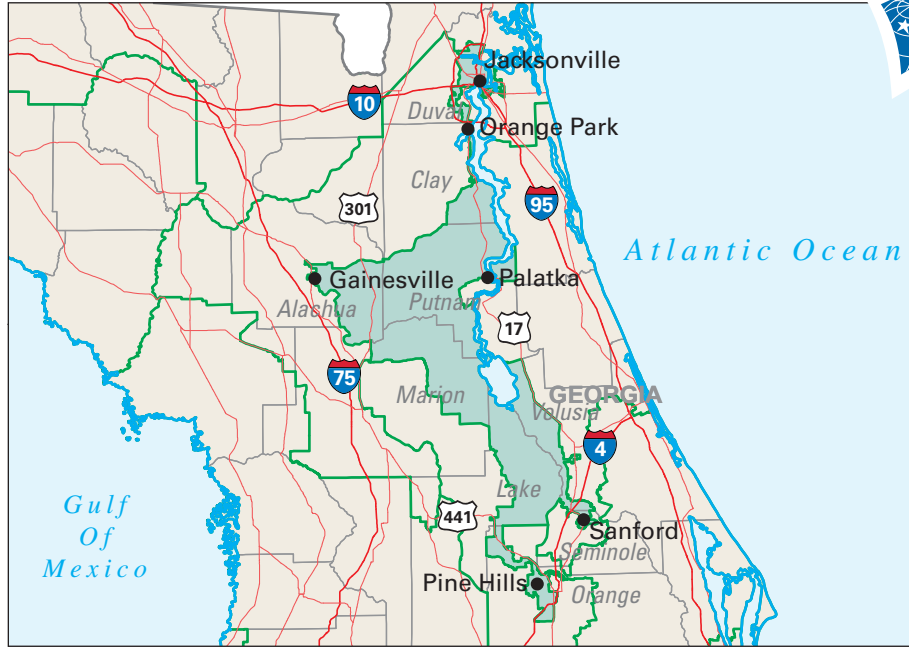 Jacksonville
10
Duval
Orange Park
Clay
301
95
Atlantic Ocean
Gainesville
Palatka
Alachua
Putnam
17
75
GEORGIA
Marion
Volusia
4
Lake
Gulf
Of
Mexico
441
Sanford
Seminole
Pine Hills
Orange